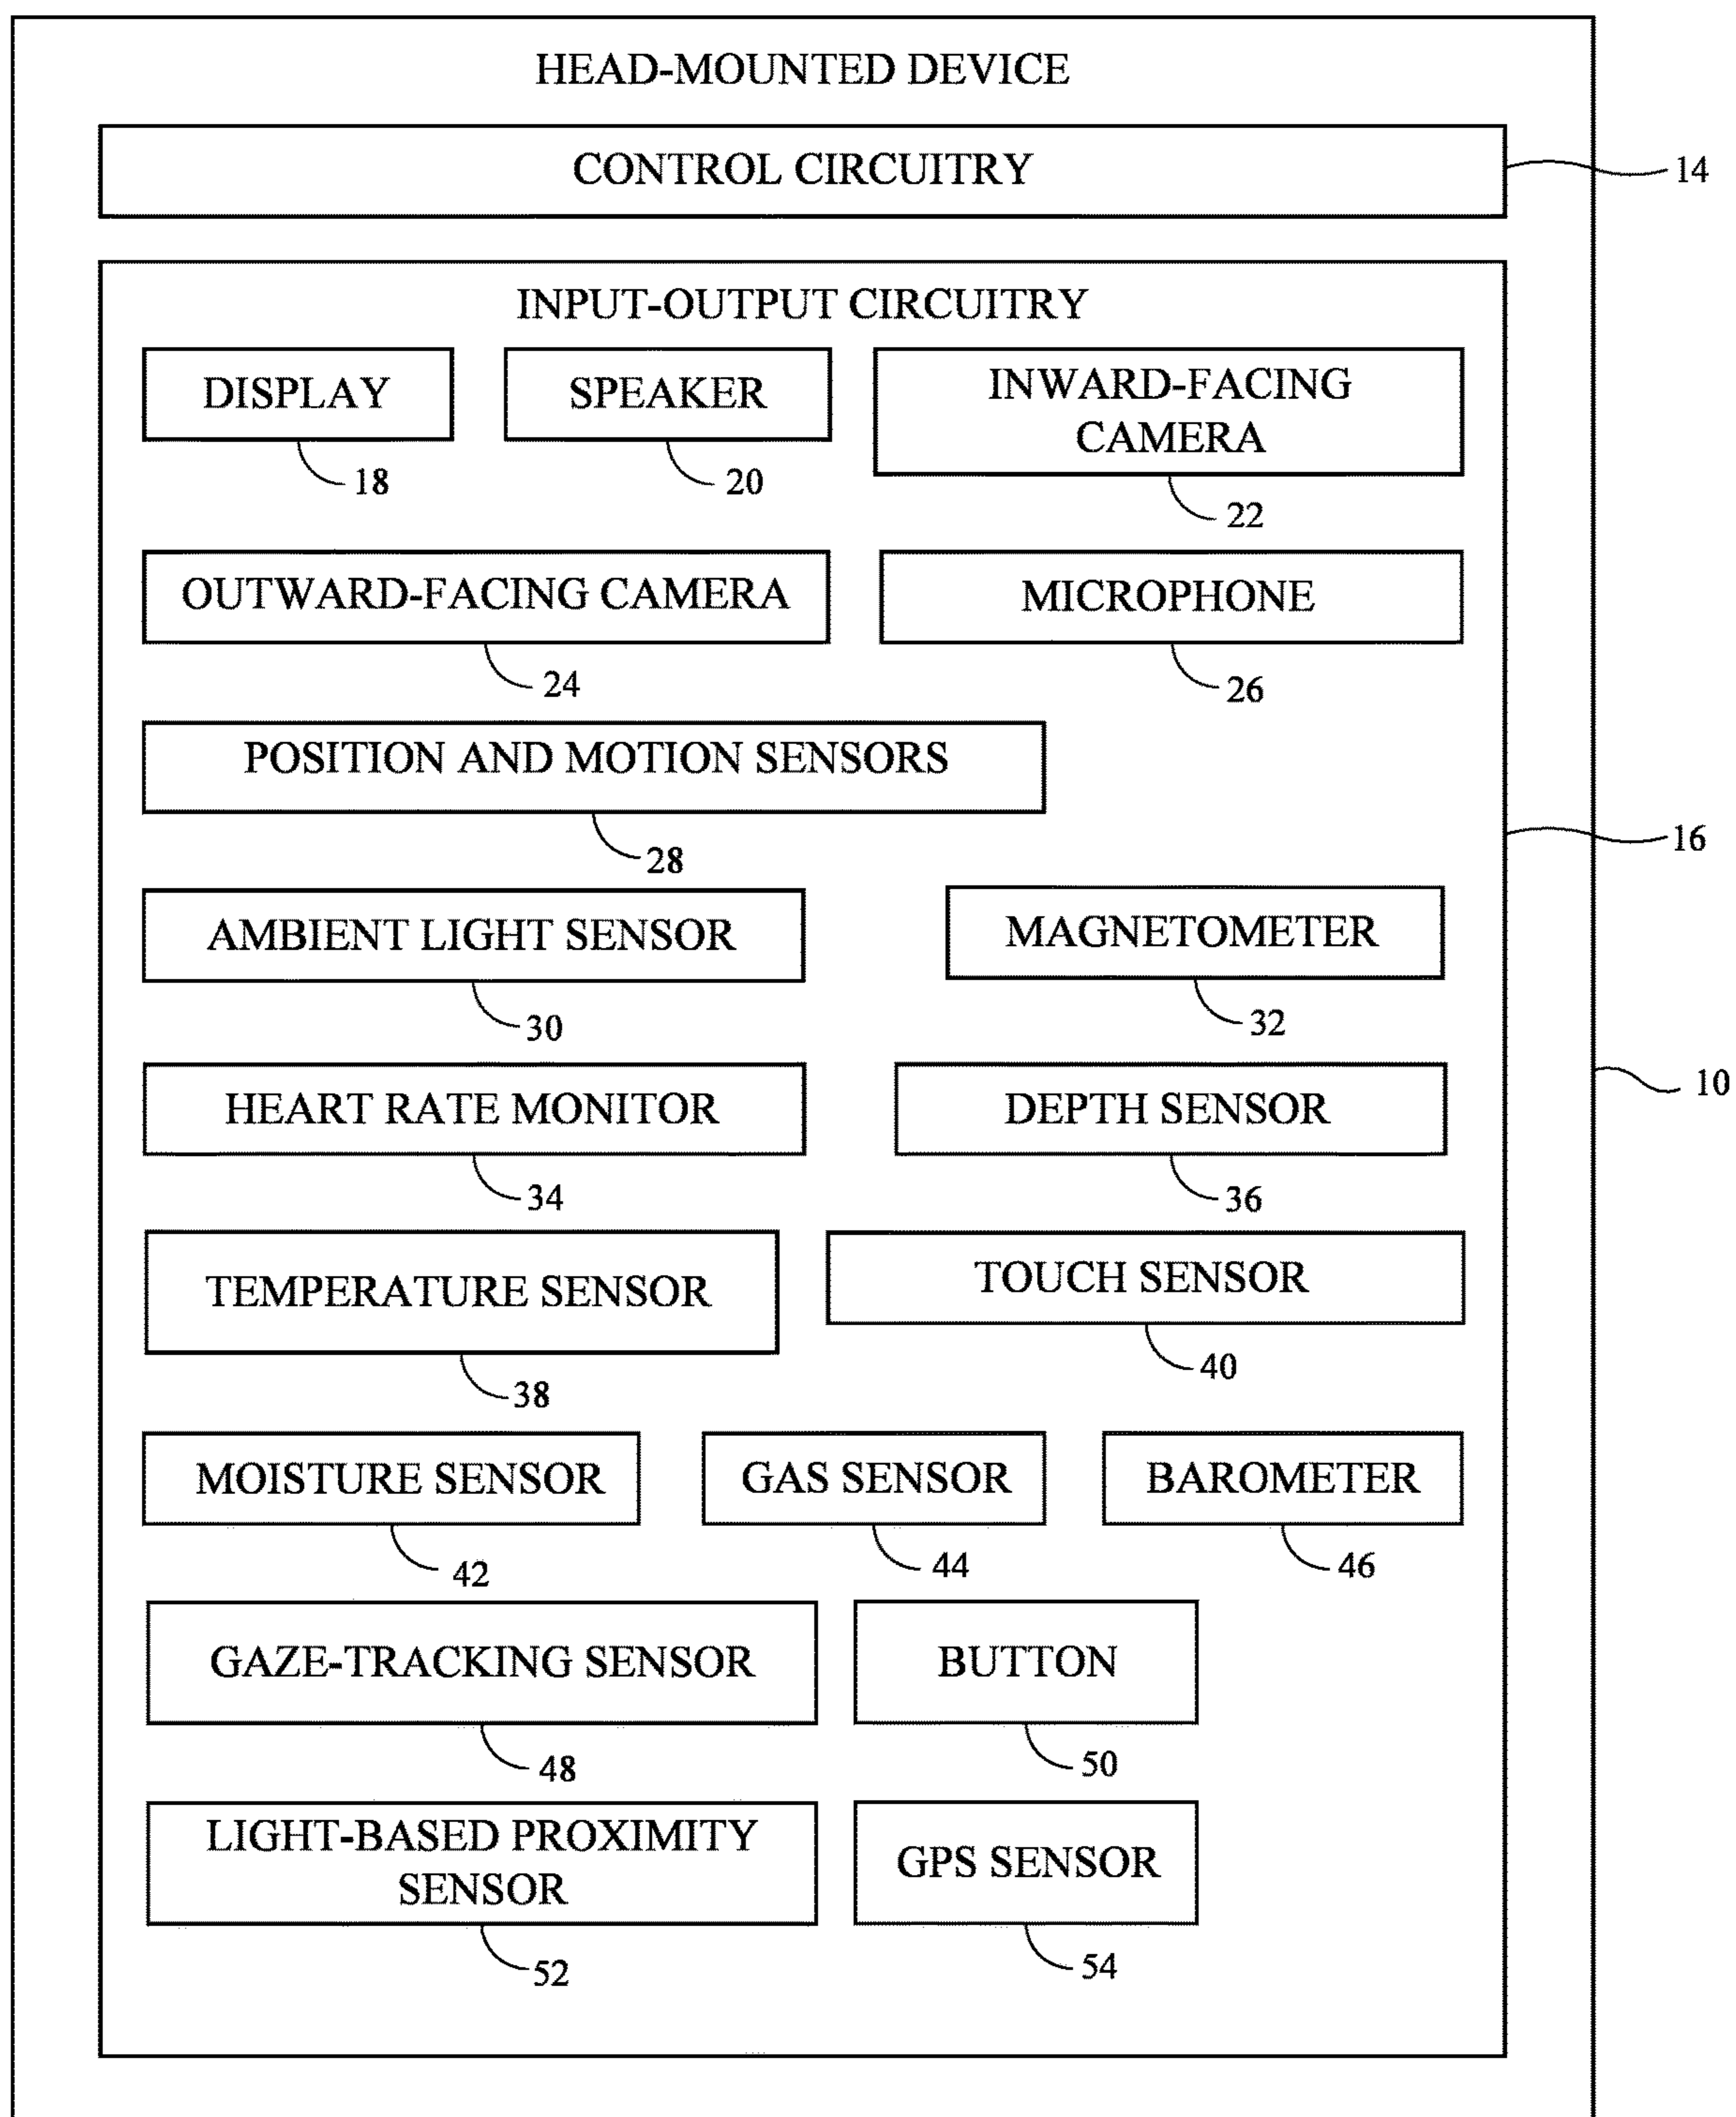 HEAD-MOUNTED DEVICE
CONTROL CIRCUITRY
14
INPUT-OUTPUT CIRCUITRY
DISPLAY
18
SPEAKER
20
INWARD-FACING
CAMERA
22
OUTWARD-FACING CAMERA
24
MICROPHONE
26
POSITION AND MOTION SENSORS
28
16
AMBIENT LIGHT SENSOR
30
MAGNETOMETER
32
HEART RATE MONITOR
34
DEPTH SENSOR
36
10
TEMPERATURE SENSOR
38
TOUCH SENSOR
40
MOISTURE SENSOR
42
GAS SENSOR
44
BAROMETER
46
GAZE-TRACKING SENSOR
48
BUTTON
50
LIGHT-BASED PROXIMITY
SENSOR
52
GPS SENSOR
54